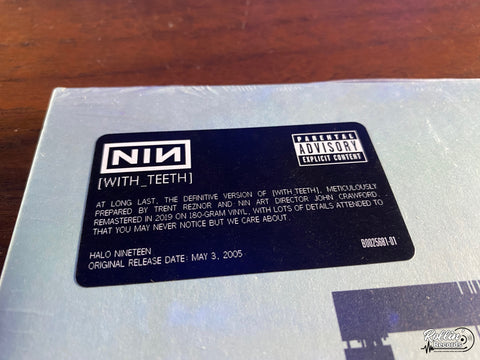 NIN
PARENTAL
ADVISORY
EXPLICIT CONTENT
[WITH_TEETH]
AT LONG LAST, THE DEFINITIVE VERSION OF [WITH_TEETH], METICULOUSLY
PREPARED BY TRENT REZNOR AND NIN ART DIRECTOR JOHN CRAWFORD
REMASTERED IN 2019 ON 180-GRAM VINYL, WITH LOTS OF DETAILS ATTENDED TO
THAT YOU MAY NEVER NOTICE BUT WE CARE ABOUT.
HALO NINETEEN
ORIGINAL RELEASE DATE: MAY 3, 2005
B0025681-01
Rollin'
Records